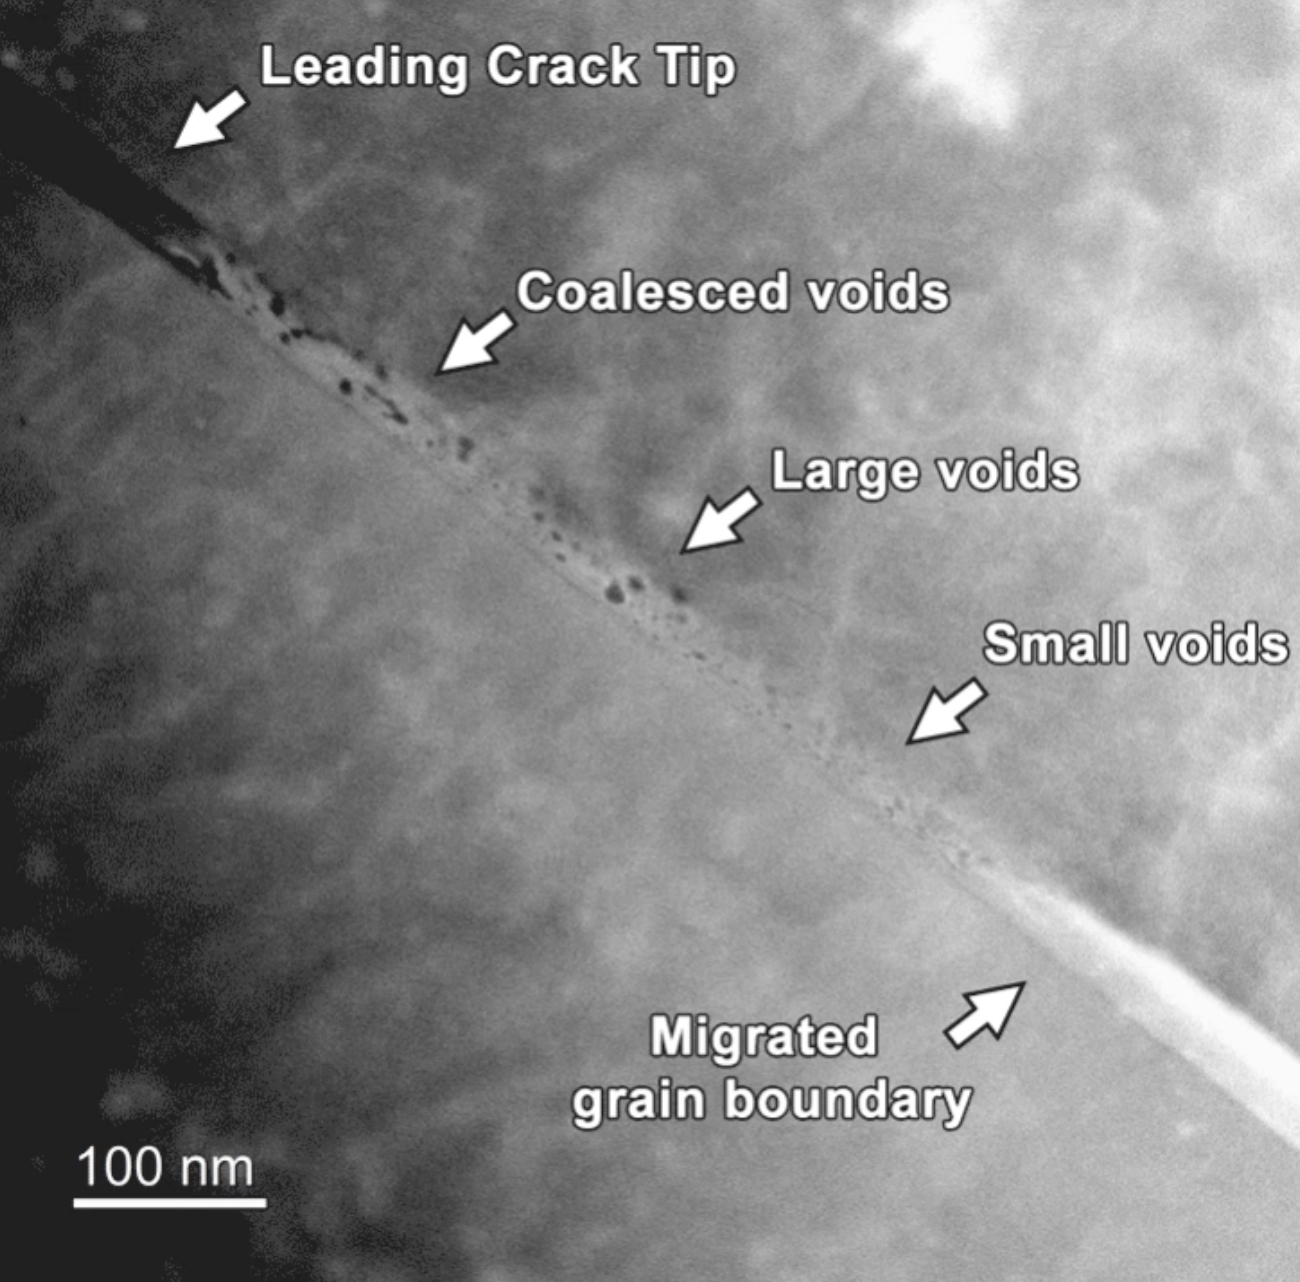 Leading Crack Tip
Coalesced voids
Large voids
Small voids
Migrated
grain boundary
100 nm